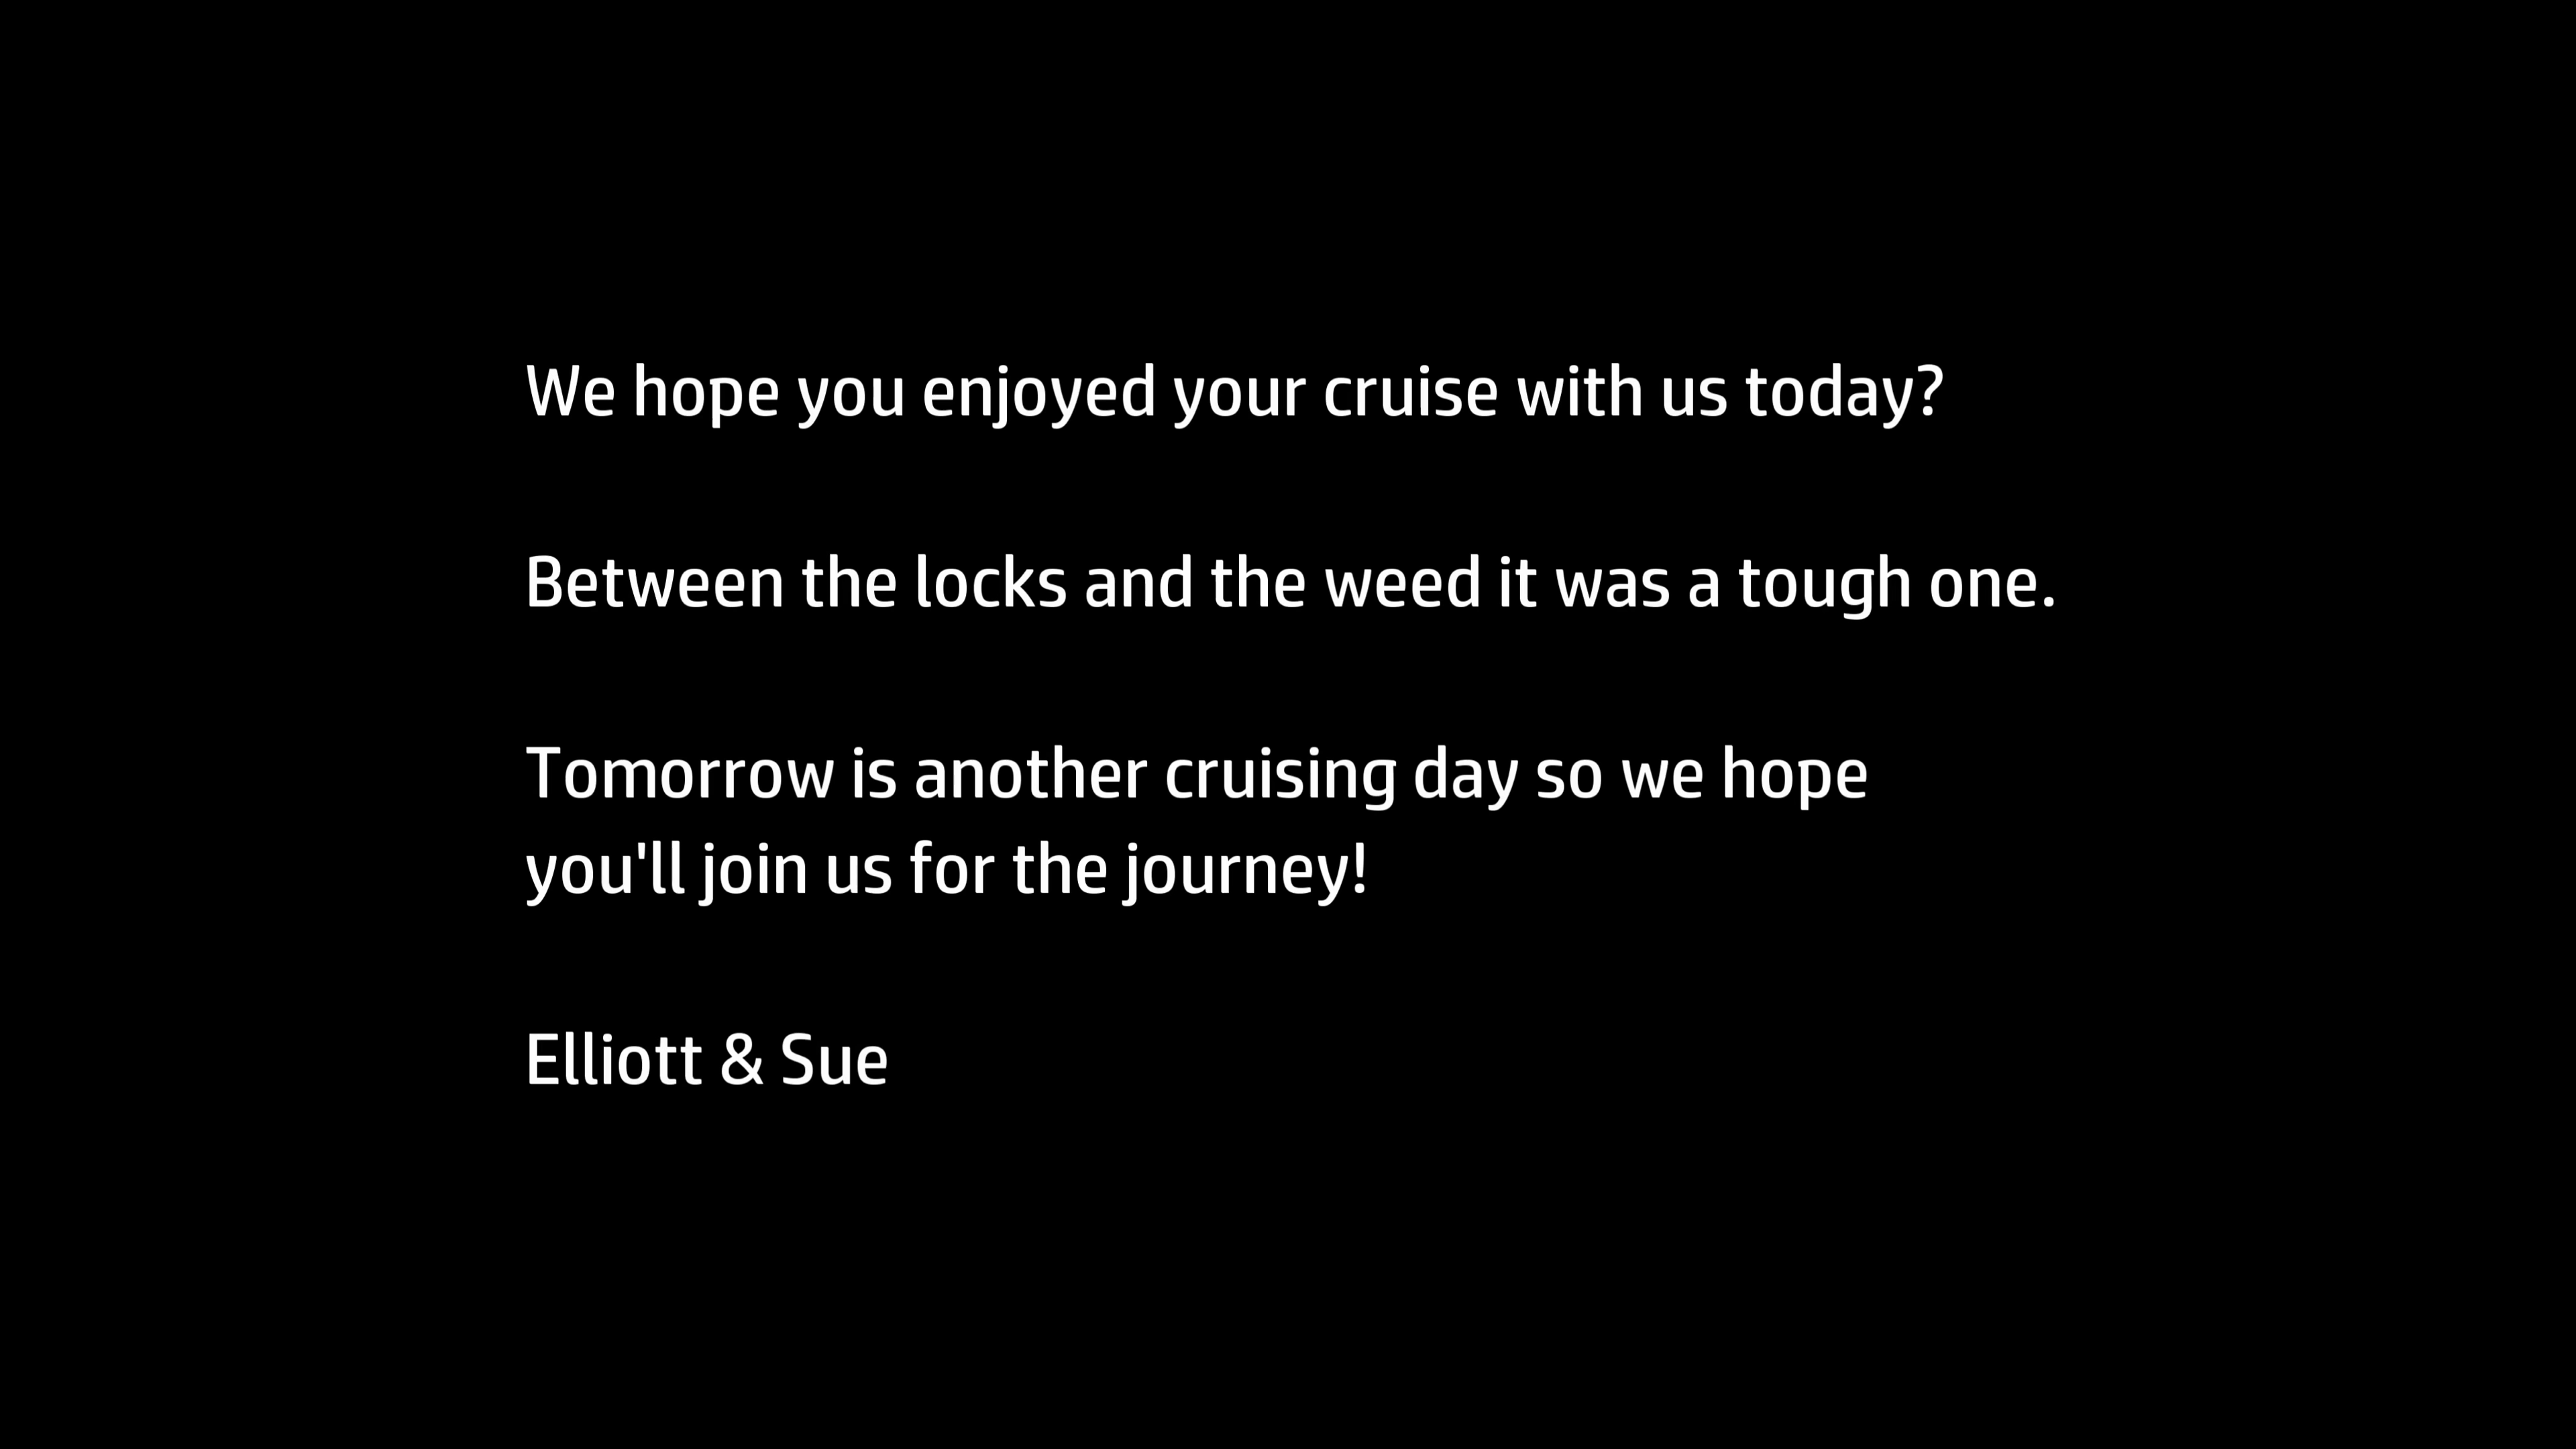 We hope you enjoyed your cruise with us today?
Between the locks and the weed it was a tough one.
Tomorrow is another cruising day so we hope
you'll join us for the journey!
Elliott & Sue